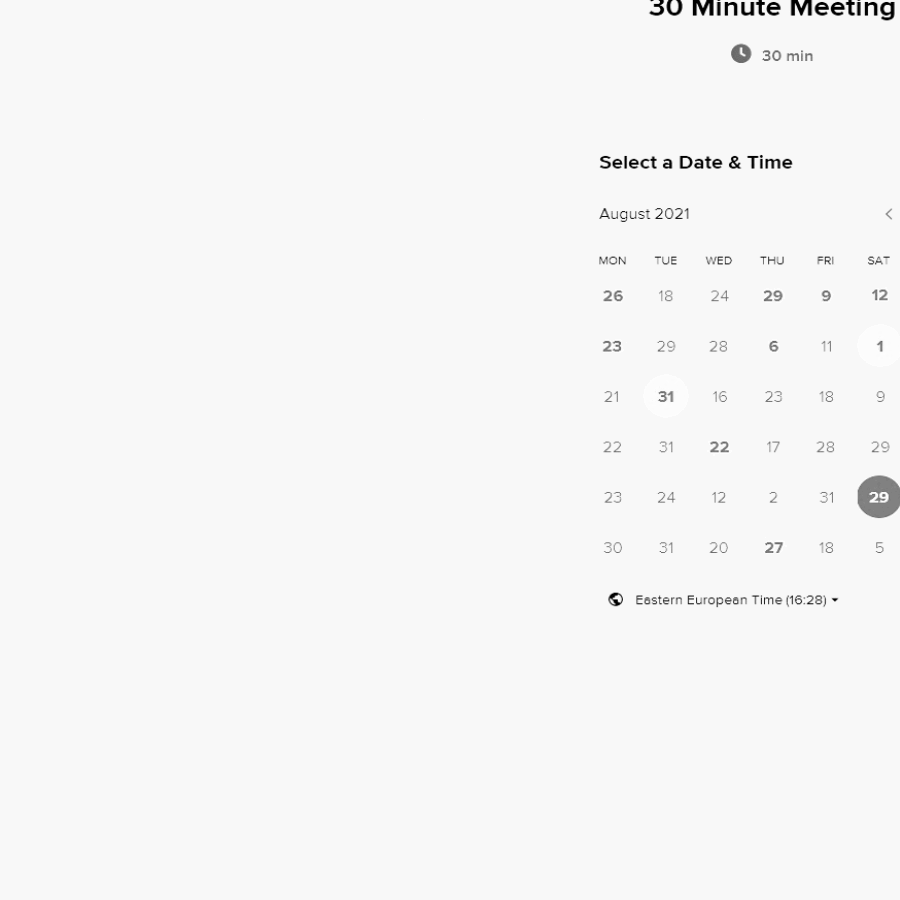 30 Minute Meeting
30 min
Select a Date & Time
August 2021
MON TUE WED THU FRI SAT
26 18 24 29 9 12
23 29 28 6 11 1
21 31 16 23 18 9
22 31 22 17 28 29
23 24 12 2 31 29
30 31 20 27 18 5
Eastern European Time (16:28)